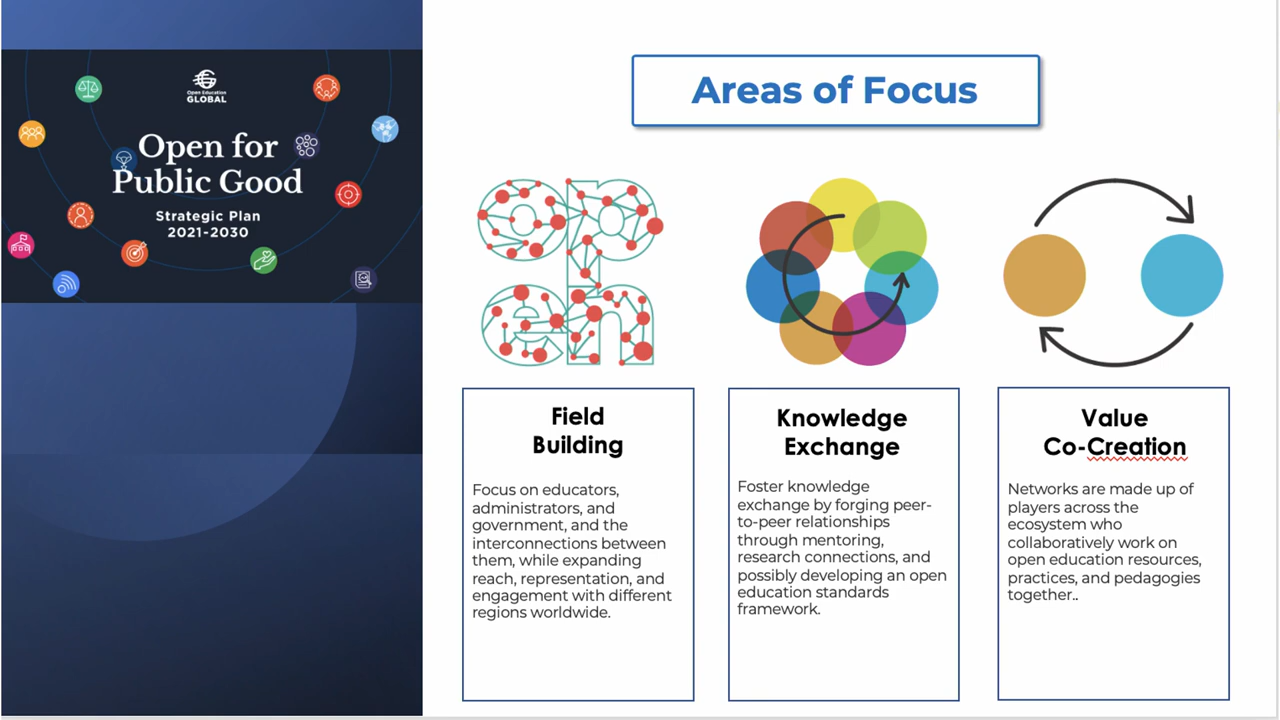 Open Education
GLOBAL
Open for
Public Good
Strategic Plan
2021-2030
Areas of Focus
open
Field
Building
Focus on educators,
administrators, and
government, and the
interconnections between
them, while expanding
reach, representation, and
engagement with different
regions worldwide.
Knowledge
Exchange
Foster knowledge
exchange by forging peer-
to-peer relationships
through mentoring,
research connections, and
possibly developing an open
education standards
framework.
Value
Co-Creation
Networks are made up of
players across the
ecosystem who
collaboratively work on
open education resources,
practices, and pedagogies
together..